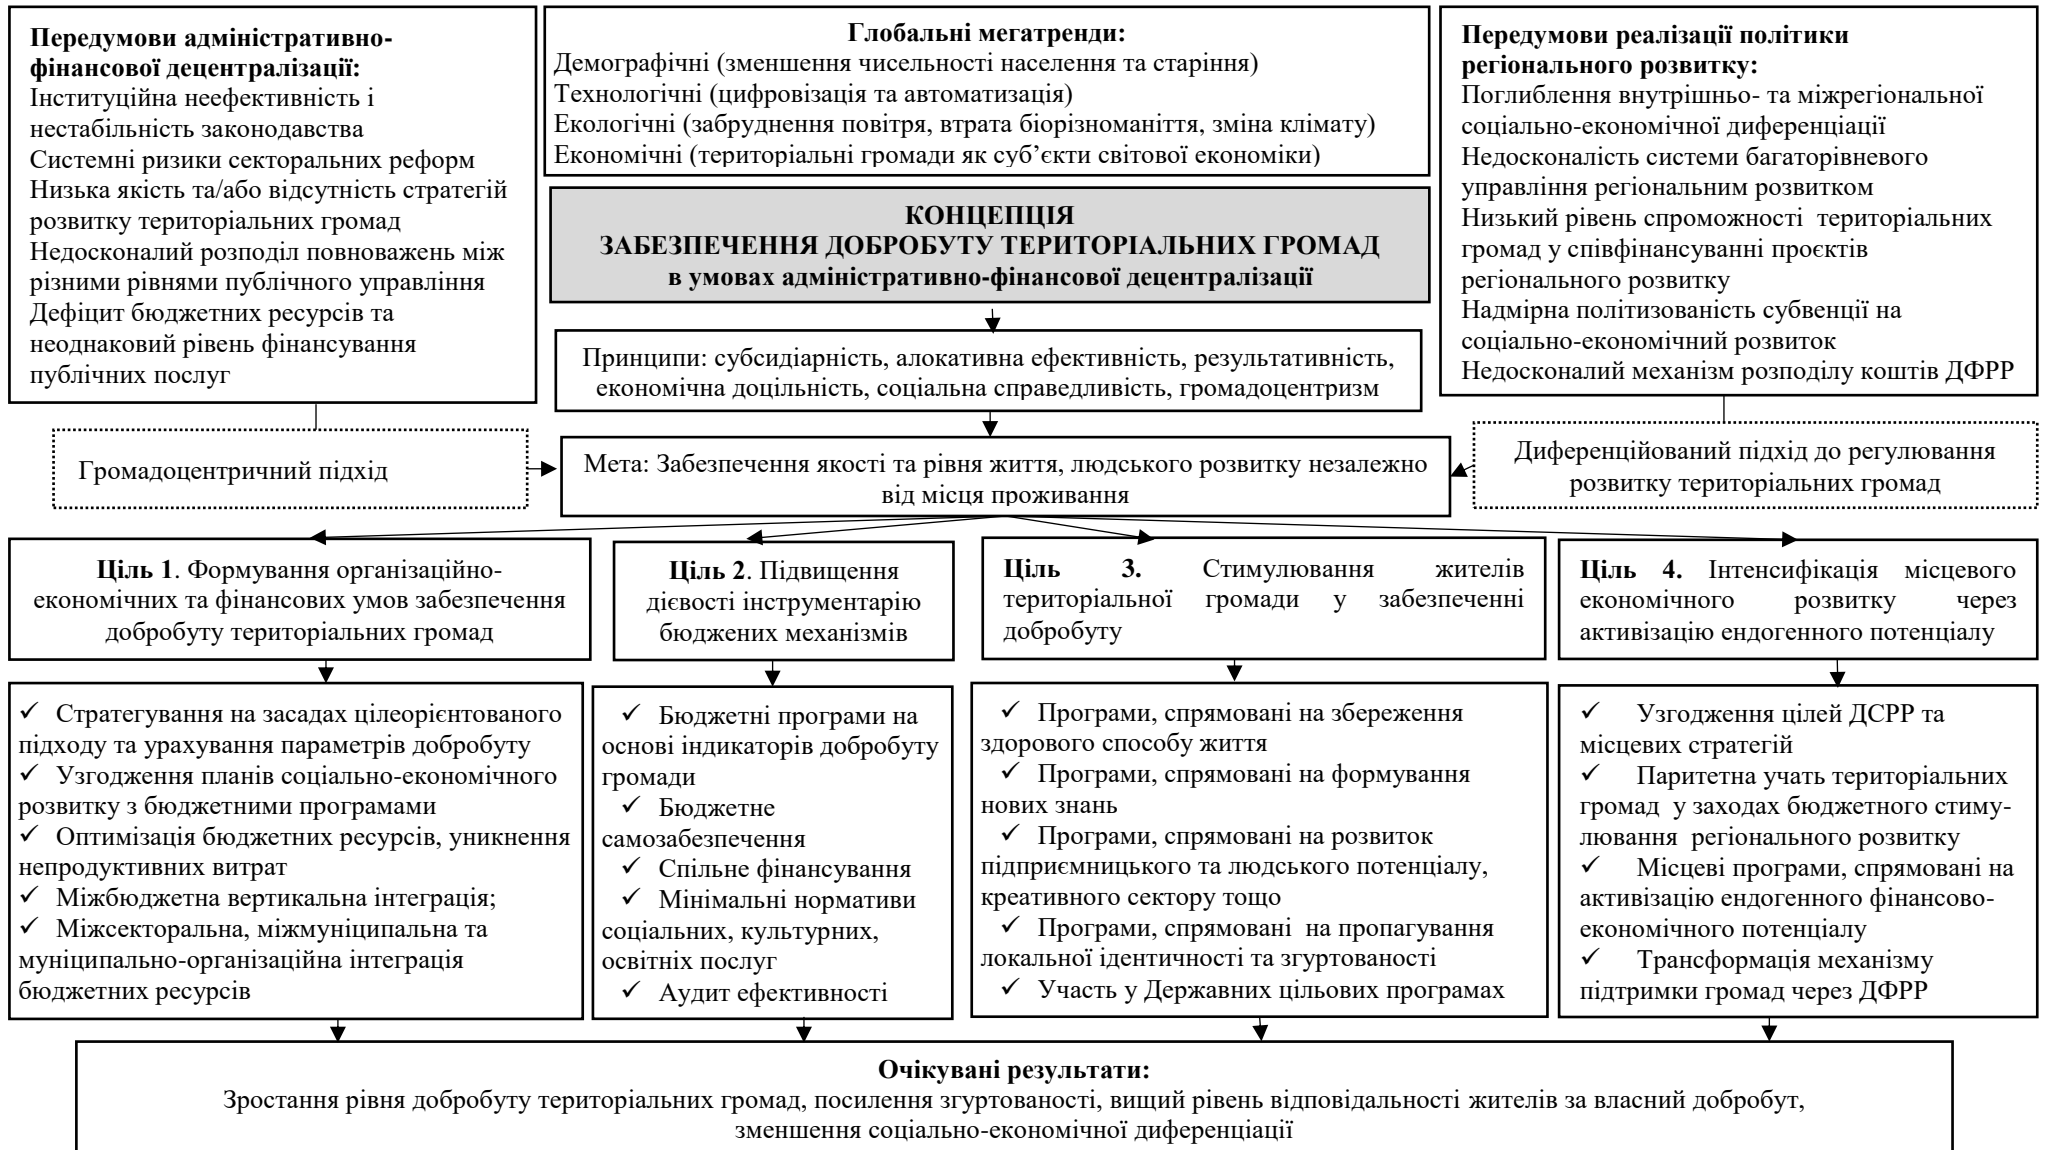 Передумови адміністративно-
фінансової децентралізації:
Інституційна неефективність і
нестабільність законодавства
Системні ризики секторальних реформ
Низька якість та/або відсутність стратегій
розвитку територіальних громад
Недосконалий розподіл повноважень між
різними рівнями публічного управління
Дефіцит бюджетних ресурсів та
неоднаковий рівень фінансування
публічних послуг
Глобальні мегатренди:
Демографічні (зменшення чисельності населення та старіння)
Технологічні (цифровізація та автоматизація)
Екологічні (забруднення повітря, втрата біорізноманіття, зміна клімату)
Економічні (територіальні громади як суб’єкти світової економіки)
Передумови реалізації політики
регіонального розвитку:
Поглиблення внутрішньо- та міжрегіональної
соціально-економічної диференціації
Недосконалість системи багаторівневого
управління регіональним розвитком
Низький рівень спроможності територіальних
громад у співфінансуванні проєктів
регіонального розвитку
Надмірна політизованість субвенції на
соціально-економічний розвиток
Недосконалий механізм розподілу коштів ДФРР
КОНЦЕПЦІЯ
ЗАБЕЗПЕЧЕННЯ ДОБРОБУТУ ТЕРИТОРІАЛЬНИХ ГРОМАД
в умовах адміністративно-фінансової децентралізації
Принципи: субсидіарність, алокативна ефективність, результативність,
економічна доцільність, соціальна справедливість, громадоцентризм
Громадоцентричний підхід
Мета: Забезпечення якості та рівня життя, людського розвитку незалежно
від місця проживання
Диференційований підхід до регулювання
розвитку територіальних громад
Ціль 1. Формування організаційно-
економічних та фінансових умов забезпечення
добробуту територіальних громад
Ціль 2. Підвищення
дієвості інструментарію
бюджених механізмів
Ціль 3. Стимулювання жителів
територіальної громади у забезпеченні
добробуту
Ціль 4. Інтенсифікація місцевого
економічного розвитку через
активізацію ендогенного потенціалу
✓ Стратегування на засадах цілеорієнтованого
підходу та урахування параметрів добробуту
✓ Узгодження планів соціально-економічного
розвитку з бюджетними програмами
✓ Оптимізація бюджетних ресурсів, уникнення
непродуктивних витрат
✓ Міжбюджетна вертикальна інтеграція;
✓ Міжсекторальна, міжмуніципальна та
муніципально-організаційна інтеграція
бюджетних ресурсів
✓ Бюджетні програми на
основі індикаторів добробуту
громади
✓ Бюджетне
самозабезпечення
✓ Спільне фінансування
✓ Мінімальні нормативи
соціальних, культурних,
освітніх послуг
✓ Аудит ефективності
✓ Програми, спрямовані на збереження
здорового способу життя
✓ Програми, спрямовані на формування
нових знань
✓ Програми, спрямовані на розвиток
підприємницького та людського потенціалу,
креативного сектору тощо
✓ Програми, спрямовані на пропагування
локальної ідентичності та згуртованості
✓ Участь у Державних цільових програмах
✓ Узгодження цілей ДСРР та
місцевих стратегій
✓ Паритетна учать територіальних
громад у заходах бюджетного стиму-
лювання регіонального розвитку
✓ Місцеві програми, спрямовані на
активізацію ендогенного фінансово-
економічного потенціалу
✓ Трансформація механізму
підтримки громад через ДФРР
Очікувані результати:
Зростання рівня добробуту територіальних громад, посилення згуртованості, вищий рівень відповідальності жителів за власний добробут,
зменшення соціально-економічної диференціації